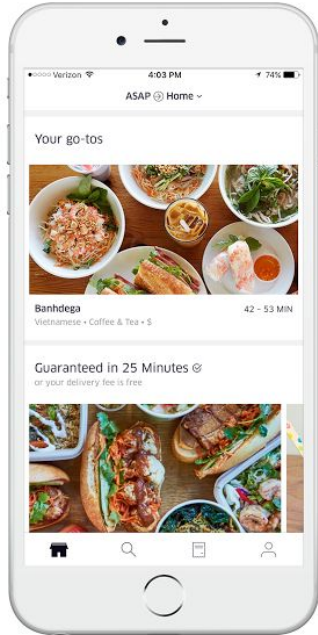 Verizon 4:03 PM 74%
ASAP Home
Your go-tos
Banhdega 42 – 53 MIN
Vietnamese • Coffee & Tea • $
Guaranteed in 25 Minutes
or your delivery fee is free